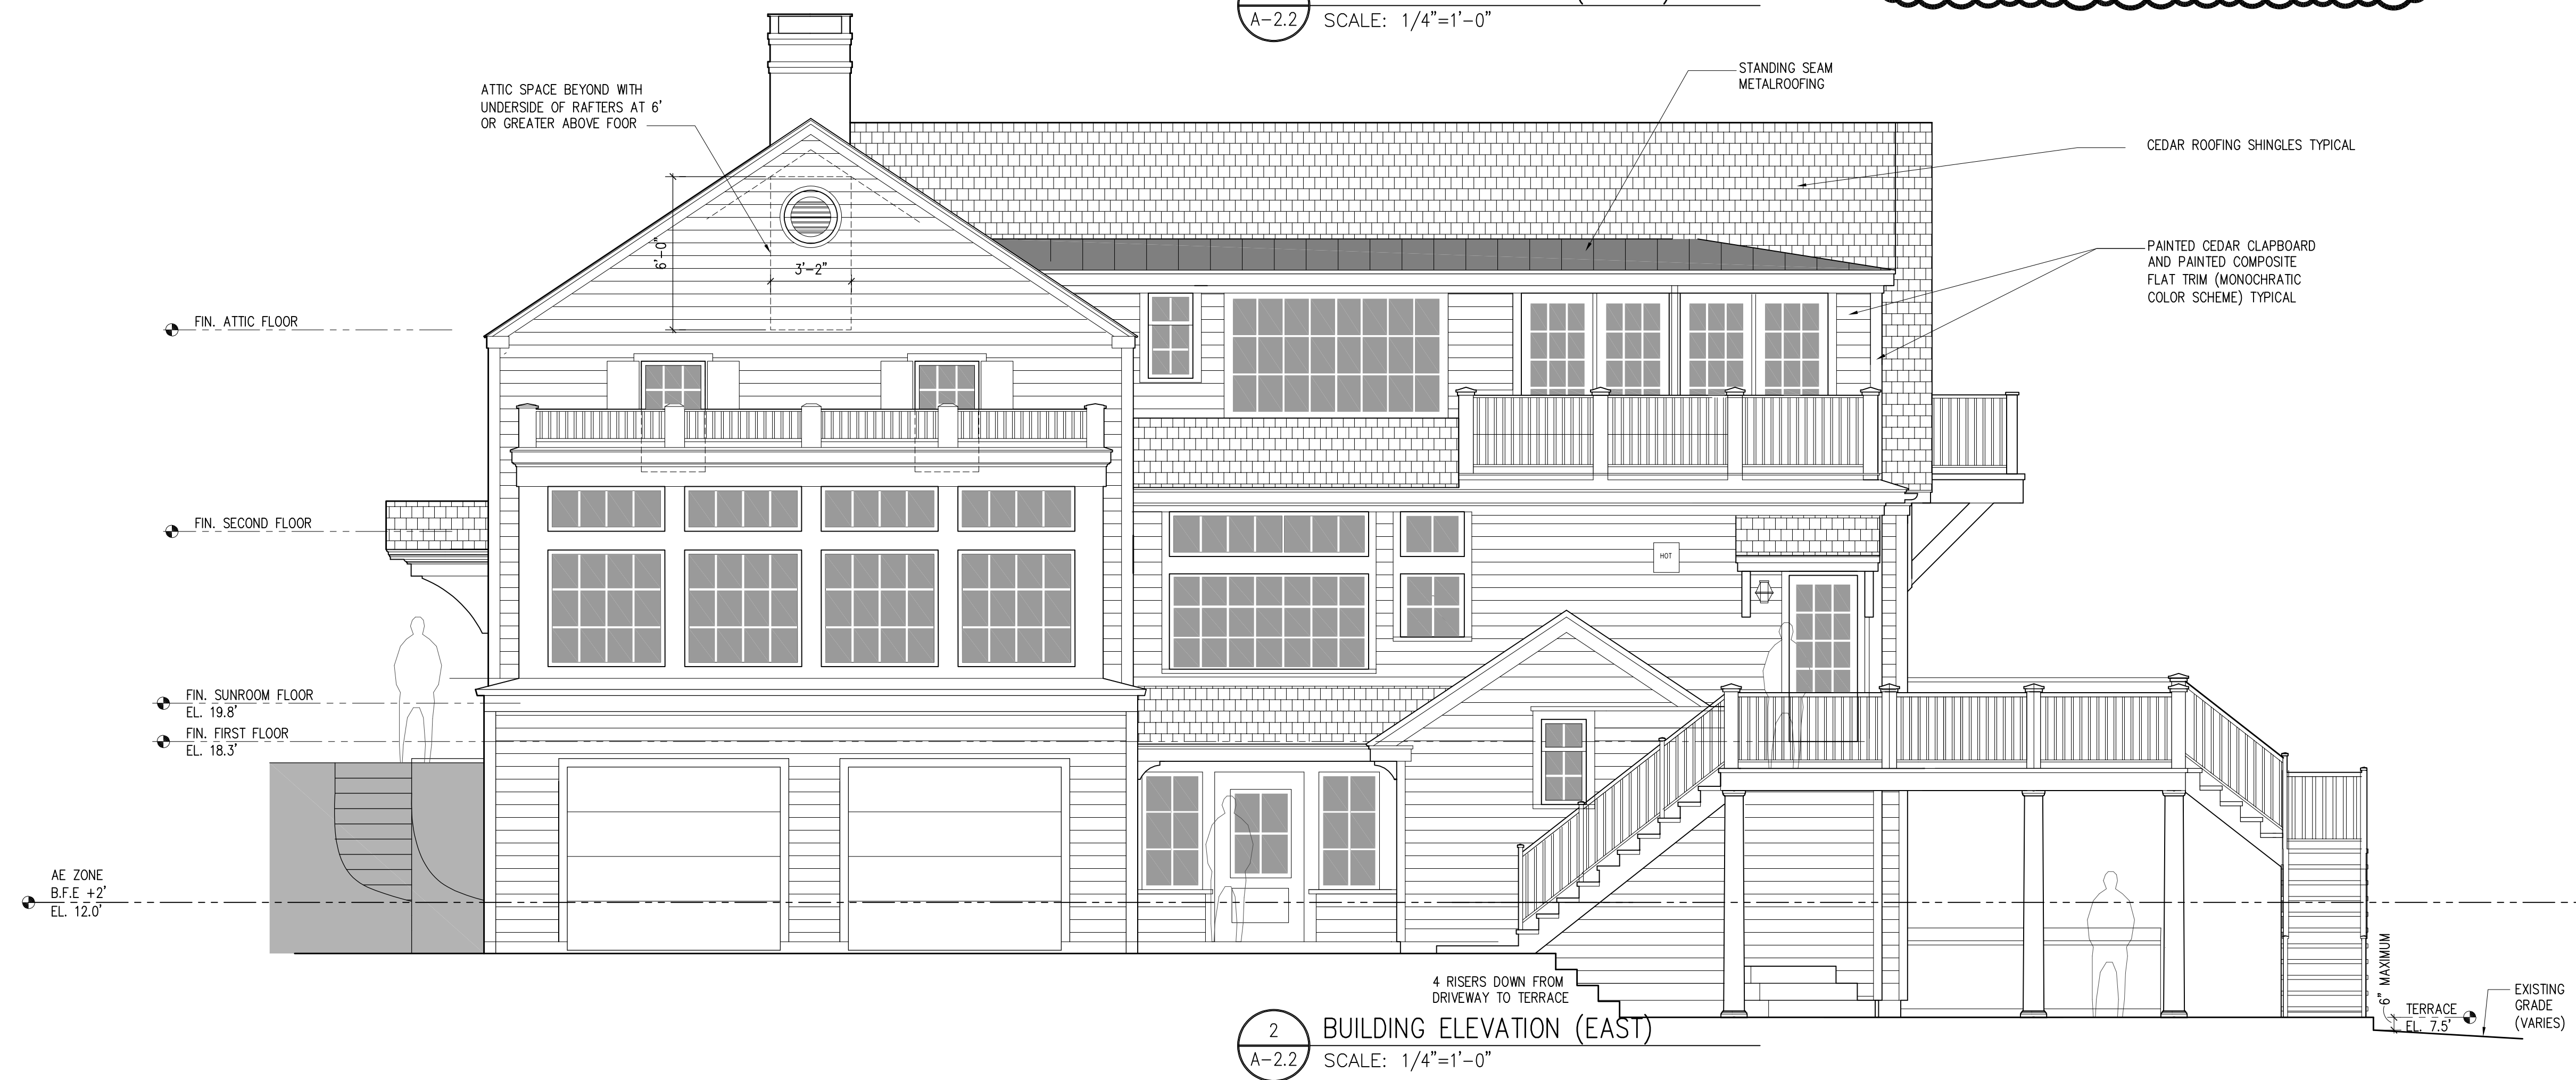 A-2.2
SCALE: 1/4"=1'-0"
ATTIC SPACE BEYOND WITH
UNDERSIDE OF RAFTERS AT 6'
OR GREATER ABOVE FOOR
STANDING SEAM
METALROOFING
CEDAR ROOFING SHINGLES TYPICAL
6'-0"
3'-2"
PAINTED CEDAR CLAPBOARD
AND PAINTED COMPOSITE
FLAT TRIM (MONOCHRATIC
COLOR SCHEME) TYPICAL
FIN. ATTIC FLOOR
FIN. SECOND FLOOR
HOT
FIN. SUNROOM FLOOR
EL. 19.8'
FIN. FIRST FLOOR
EL. 18.3'
AE ZONE
B.F.E +2'
EL. 12.0'
4 RISERS DOWN FROM
DRIVEWAY TO TERRACE
6" MAXIMUM
TERRACE
EL. 7.5'
EXISTING
GRADE
(VARIES)
2
A-2.2
BUILDING ELEVATION (EAST)
SCALE: 1/4"=1'-0"